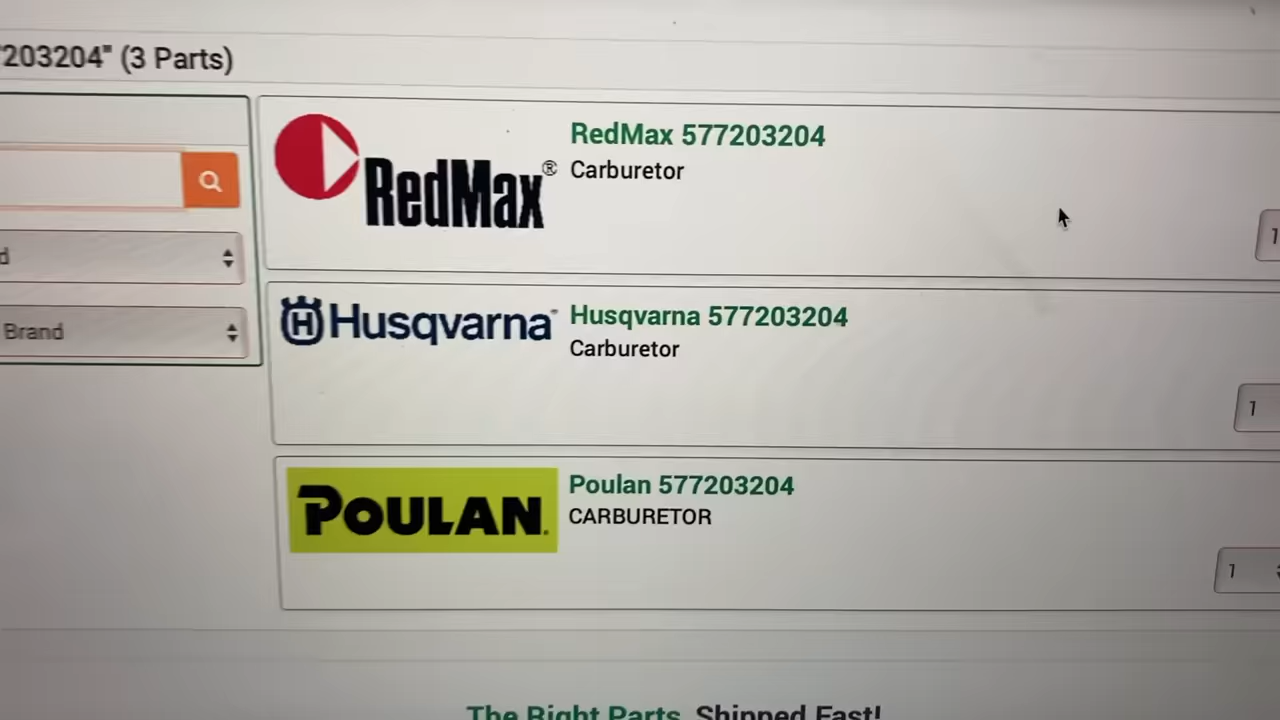 203204" (3 Parts)
RedMax®
RedMax 577203204
Carburetor
1
d
Brand
Husqvarna
Husqvarna 577203204
Carburetor
1
POULAN
Poulan 577203204
CARBURETOR
1
The Right Parts, Shipped Fast!